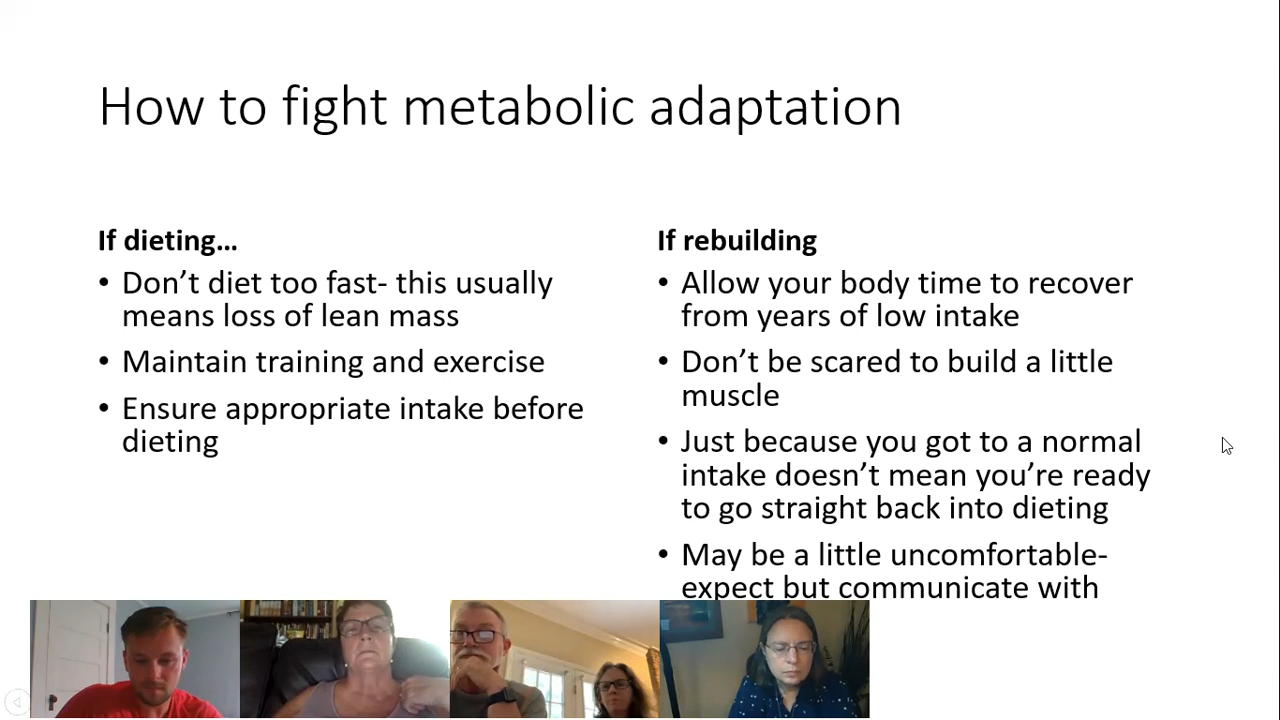 How to fight metabolic adaptation
If dieting...
• Don't diet too fast- this usually
means loss of lean mass
• Maintain training and exercise
• Ensure appropriate intake before
dieting
If rebuilding
• Allow your body time to recover
from years of low intake
• Don't be scared to build a little
muscle
• Just because you got to a normal
intake doesn't mean you're ready
to go straight back into dieting
• May be a little uncomfortable-
expect but communicate with